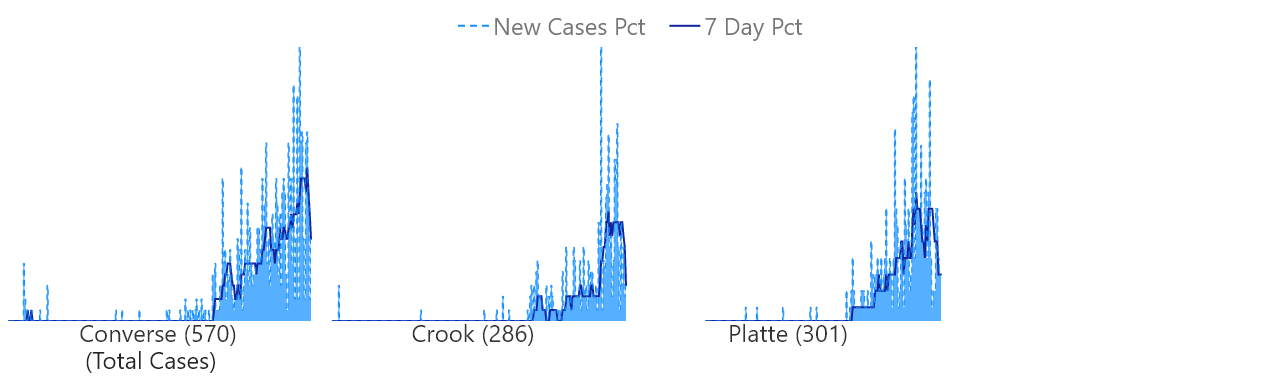 New Cases Pct 7 Day Pct
Converse (570) Crook (286) Platte (301)
(Total Cases)